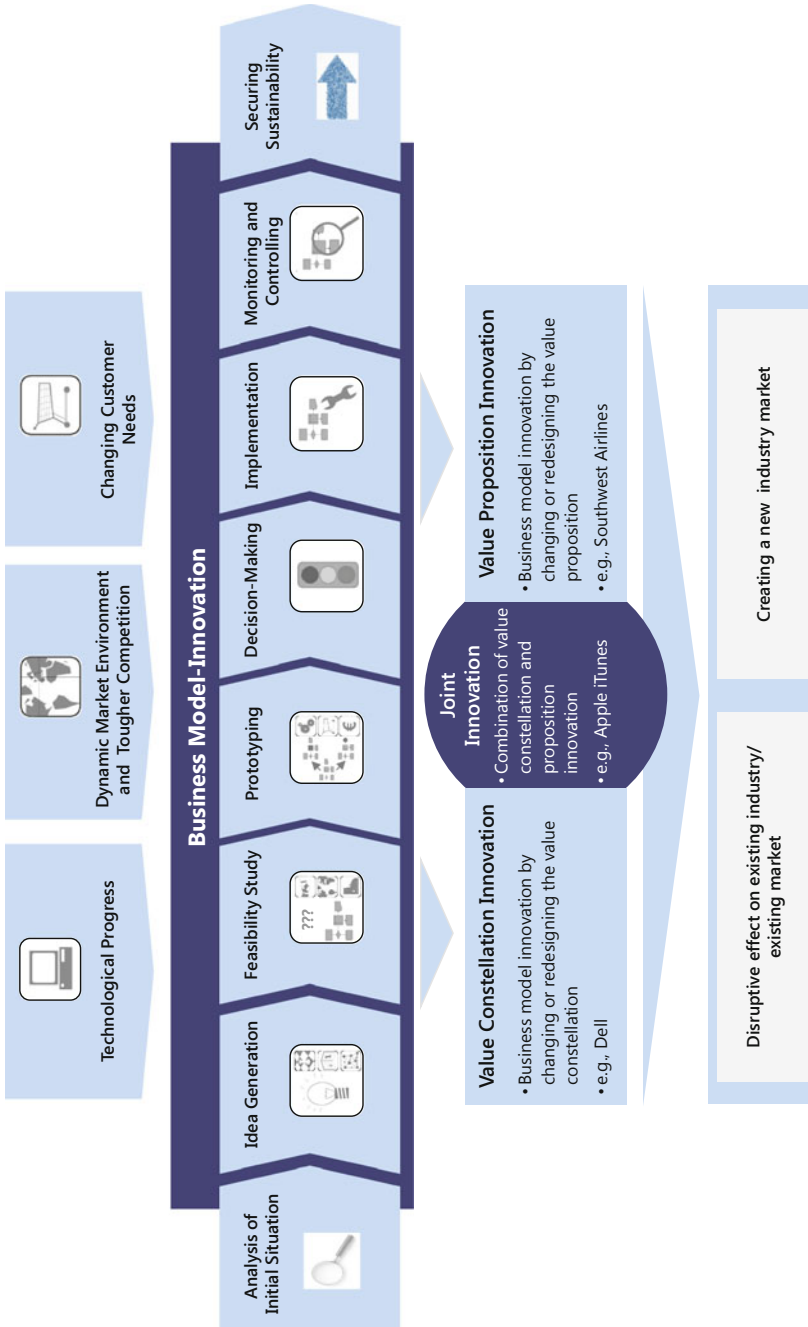 Technological Progress
Dynamic Market Environment
and Tougher Competition
Changing Customer
Needs
Business Model-Innovation
Analysis of
Initial Situation
Idea Generation
Feasibility Study
???
Prototyping
€
Decision-Making
Implementation
Monitoring and
Controlling
Securing
Sustainability
Value Constellation Innovation
• Business model innovation by
changing or redesigning the value
constellation
• e.g., Dell
Joint
Innovation
• Combination of value
constellation and
proposition
innovation
• e.g., Apple iTunes
Value Proposition Innovation
• Business model innovation by
changing or redesigning the value
proposition
• e.g., Southwest Airlines
Disruptive effect on existing industry/
existing market
Creating a new industry market